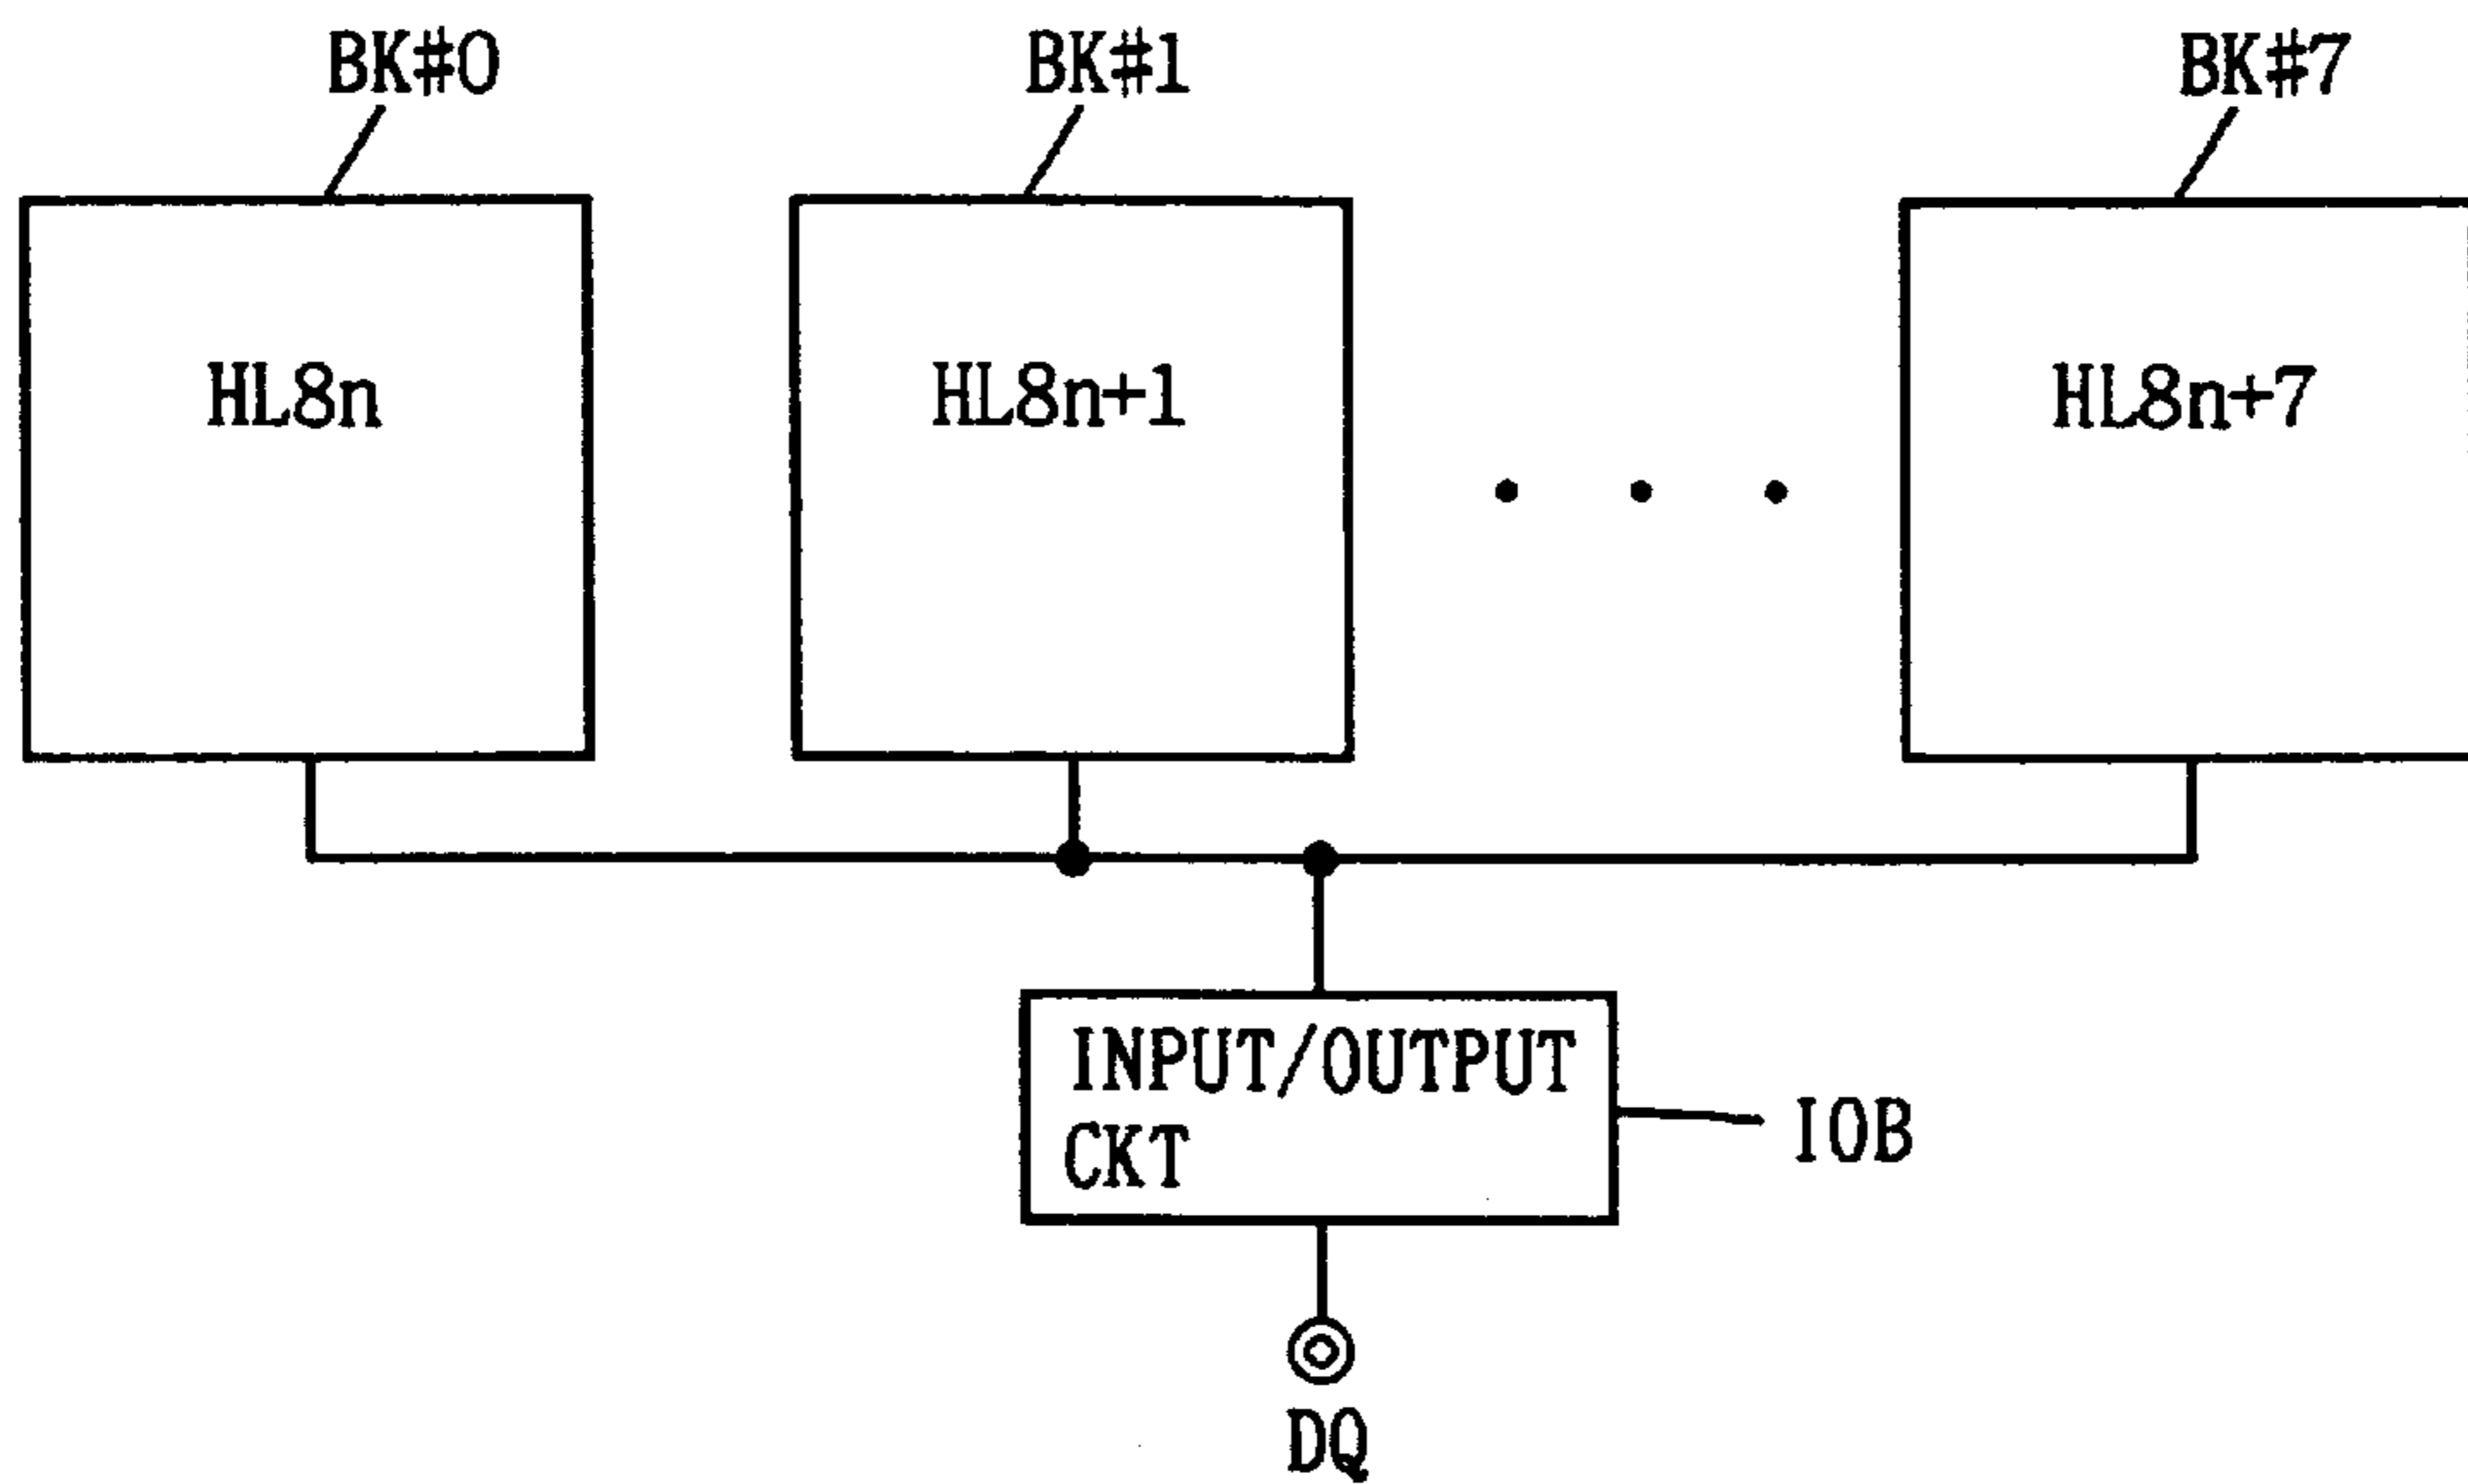 BK#0 BK#1 BK#7
HL8n HL8n+1 HL8n+7
INPUT/OUTPUT
CKT
IOB
DQ